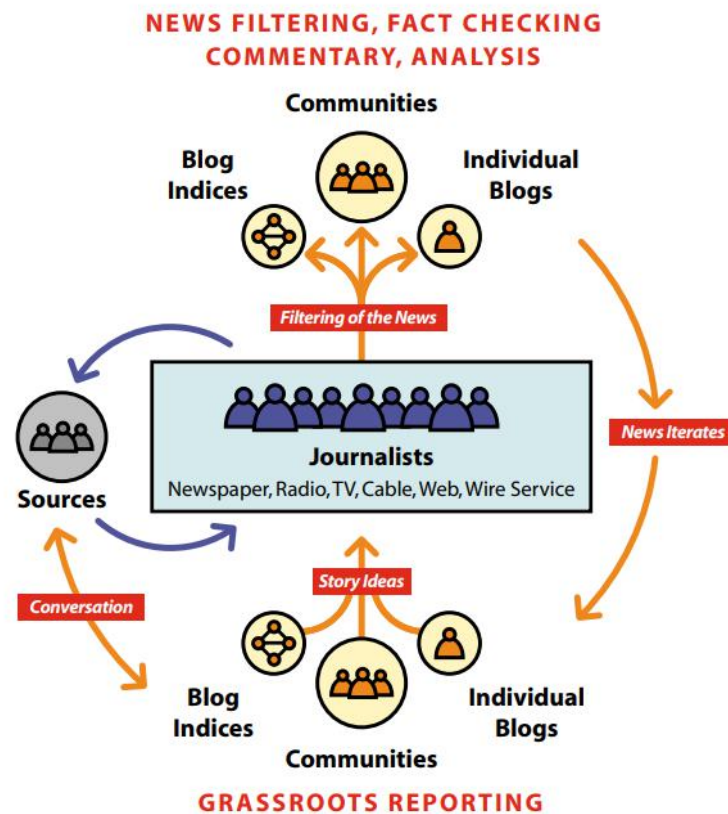 NEWS FILTERING, FACT CHECKING
COMMENTARY, ANALYSIS
Communities
Blog
Indices
Individual
Blogs
Filtering of the News
Journalists
Newspaper, Radio, TV, Cable, Web, Wire Service
Sources
News Iterates
Story Ideas
Conversation
Blog
Indices
Individual
Blogs
Communities
GRASSROOTS REPORTING